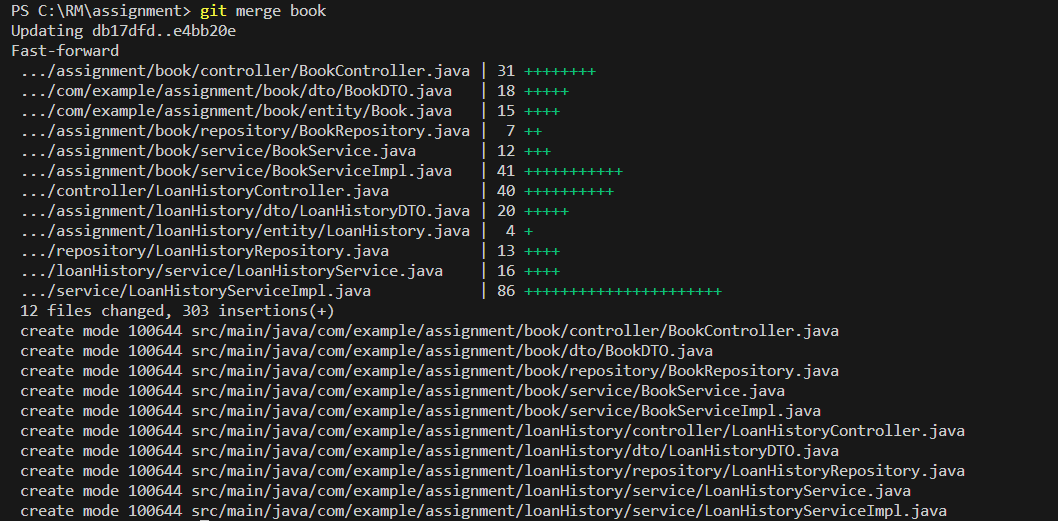 PS C:\RM\assignment> git merge book
Updating db17dfd..e4bb20e
Fast-forward
 .../assignment/book/controller/BookController.java | 31 ++++++++
 .../com/example/assignment/book/dto/BookDTO.java   | 18 +++++
 .../com/example/assignment/book/entity/Book.java   | 15 ++++
 .../assignment/book/repository/BookRepository.java |  7 ++
 .../assignment/book/service/BookService.java       | 12 +++
 .../assignment/book/service/BookServiceImpl.java   | 41 +++++++++++
 .../controller/LoanHistoryController.java          | 40 ++++++++++
 .../assignment/loanHistory/dto/LoanHistoryDTO.java | 20 +++++
 .../assignment/loanHistory/entity/LoanHistory.java |  4 +
 .../repository/LoanHistoryRepository.java          | 13 ++++
 .../loanHistory/service/LoanHistoryService.java    | 16 ++++
 .../service/LoanHistoryServiceImpl.java            | 86 ++++++++++++++++++++++
 12 files changed, 303 insertions(+)
 create mode 100644 src/main/java/com/example/assignment/book/controller/BookController.java
 create mode 100644 src/main/java/com/example/assignment/book/dto/BookDTO.java
 create mode 100644 src/main/java/com/example/assignment/book/repository/BookRepository.java
 create mode 100644 src/main/java/com/example/assignment/book/service/BookService.java
 create mode 100644 src/main/java/com/example/assignment/book/service/BookServiceImpl.java
 create mode 100644 src/main/java/com/example/assignment/loanHistory/controller/LoanHistoryController.java
 create mode 100644 src/main/java/com/example/assignment/loanHistory/dto/LoanHistoryDTO.java
 create mode 100644 src/main/java/com/example/assignment/loanHistory/repository/LoanHistoryRepository.java
 create mode 100644 src/main/java/com/example/assignment/loanHistory/service/LoanHistoryService.java
 create mode 100644 src/main/java/com/example/assignment/loanHistory/service/LoanHistoryServiceImpl.java